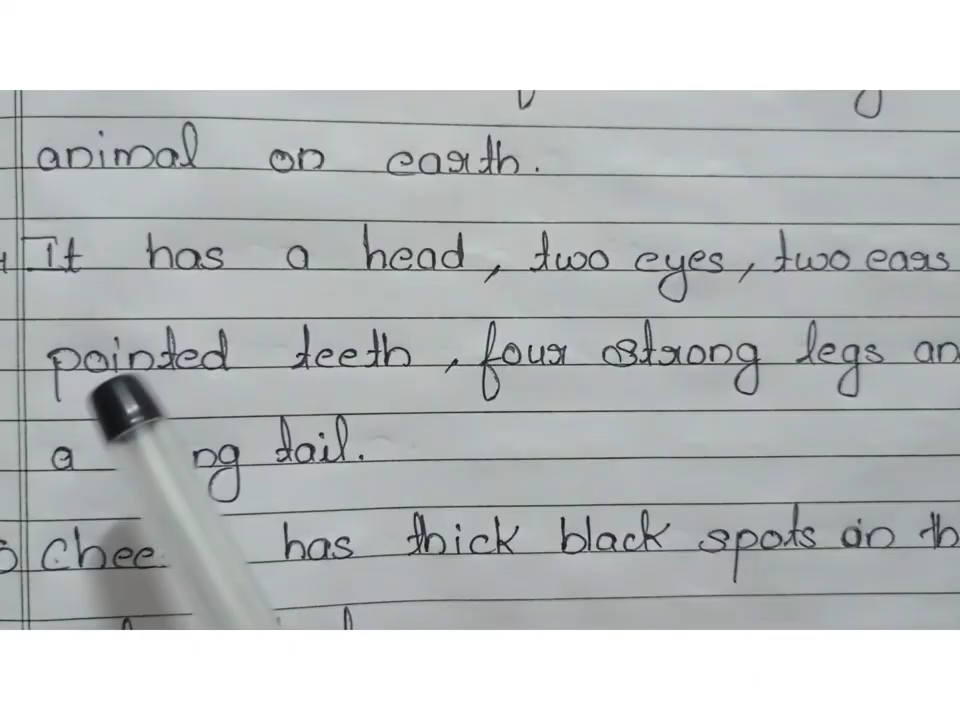 animal on earth.
It has a head, two eyes, two ears
pointed teeth, four strong legs an
a ng tail.
Chee has thick black spots on th